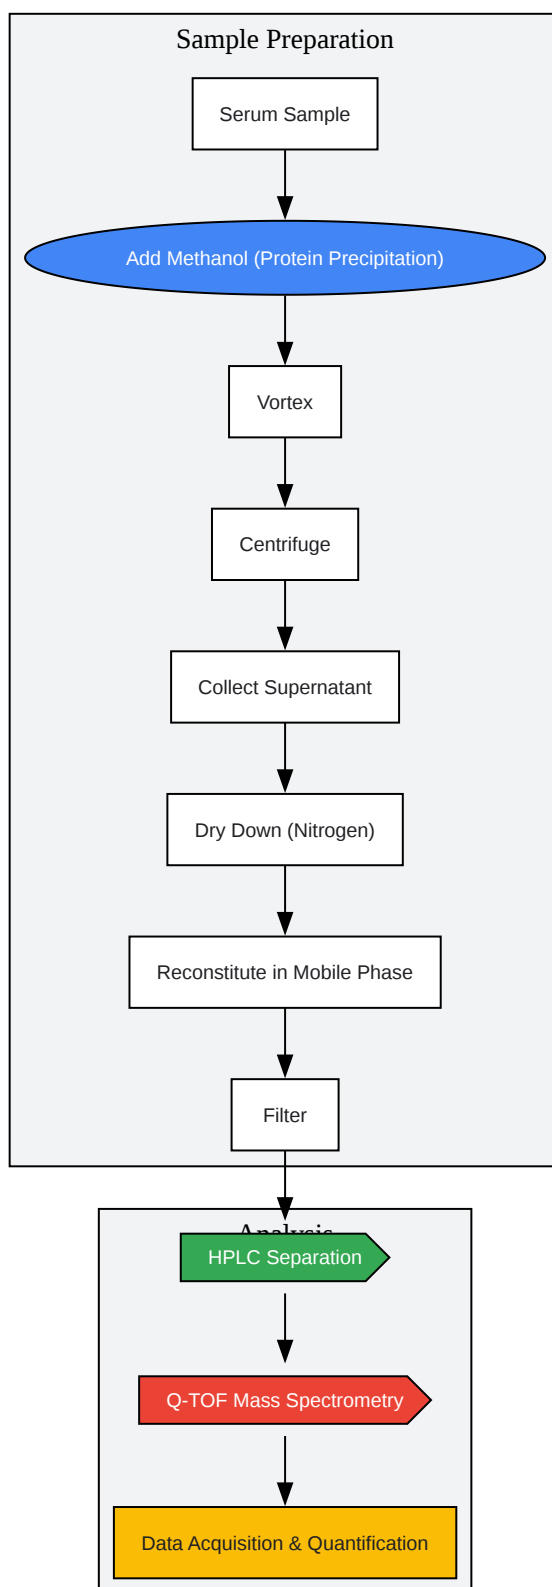 Sample Preparation
Serum Sample
Add Methanol (Protein Precipitation)
Vortex
Centrifuge
Collect Supernatant
Dry Down (Nitrogen)
Reconstitute in Mobile Phase
Filter
Analysis
HPLC Separation
Q-TOF Mass Spectrometry
Data Acquisition & Quantification